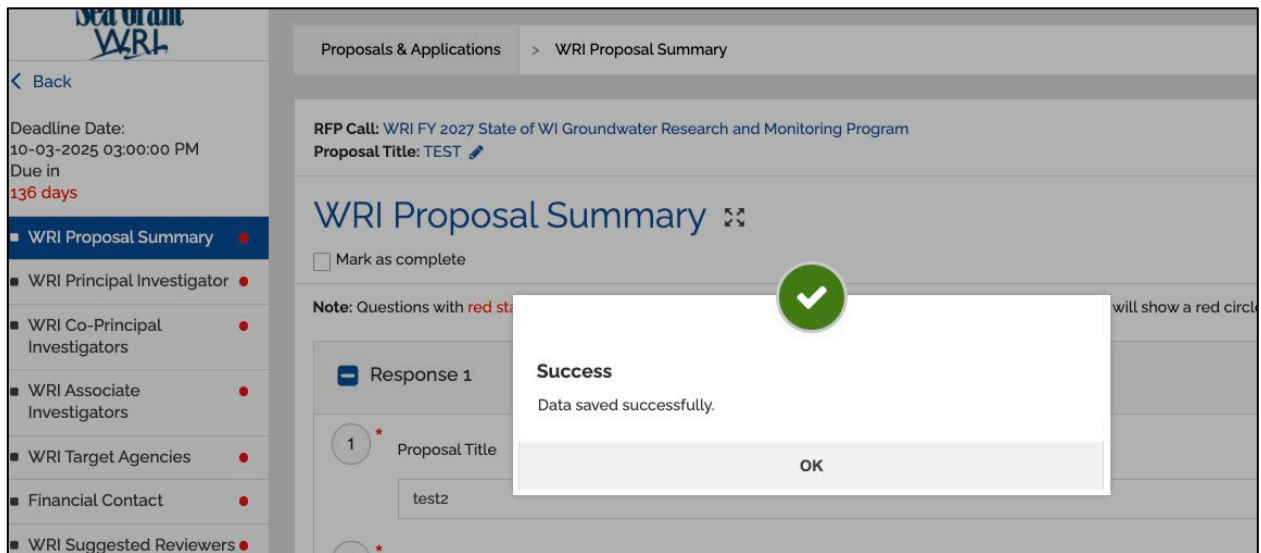 Sea Grant
WRI
Back
Deadline Date:
10-03-2025 03:00:00 PM
Due in
136 days
WRI Proposal Summary
WRI Principal Investigator
WRI Co-Principal
Investigators
WRI Associate
Investigators
WRI Target Agencies
Financial Contact
WRI Suggested Reviewers
Proposals & Applications > WRI Proposal Summary
RFP Call: WRI FY 2027 State of WI Groundwater Research and Monitoring Program
Proposal Title: TEST
WRI Proposal Summary
Mark as complete
Note: Questions with red
will show a red
Response 1
1 * Proposal Title
test2
*
Success
Data saved successfully.
OK